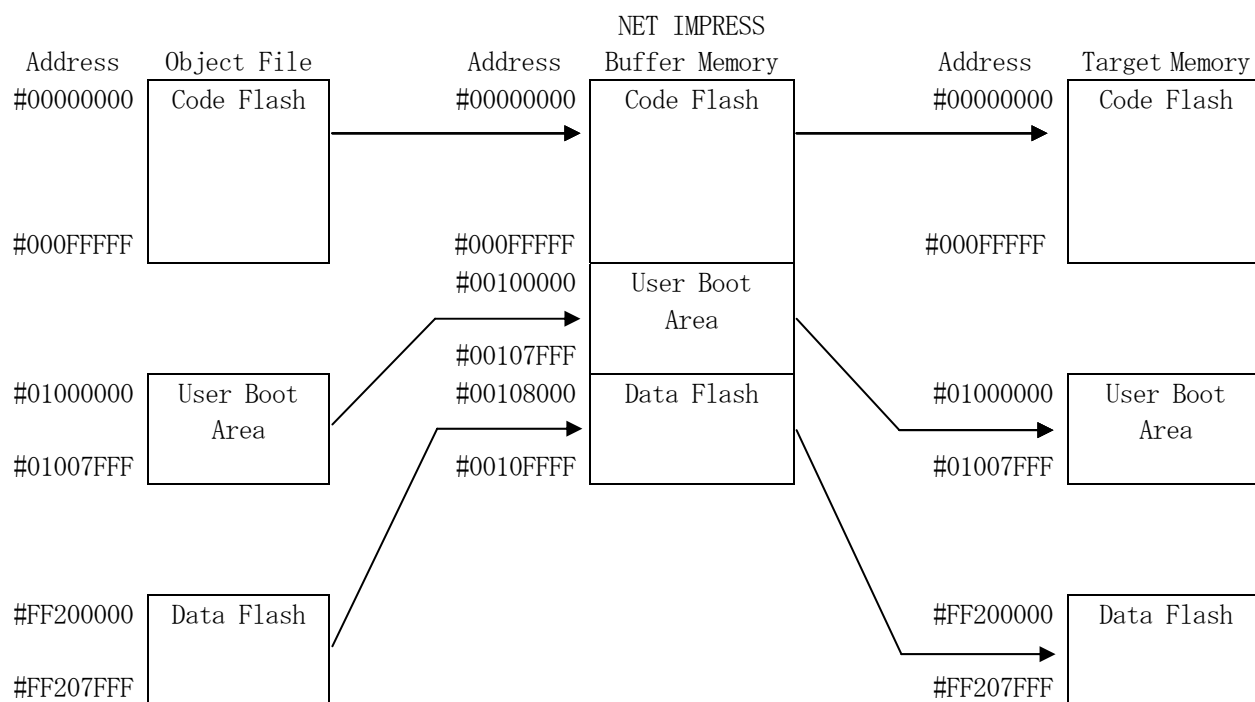 NET IMPRESS
Address Object File Address Buffer Memory Address Target Memory
#00000000 Code Flash #00000000 Code Flash #00000000 Code Flash
#000FFFFF #000FFFFF #000FFFFF
#00100000 User Boot
Area
#00107FFF
#01000000 User Boot #00108000 Data Flash #01000000 User Boot
Area Area
#01007FFF #0010FFFF #01007FFF
#FF200000 Data Flash #FF200000 Data Flash
#FF207FFF #FF207FFF